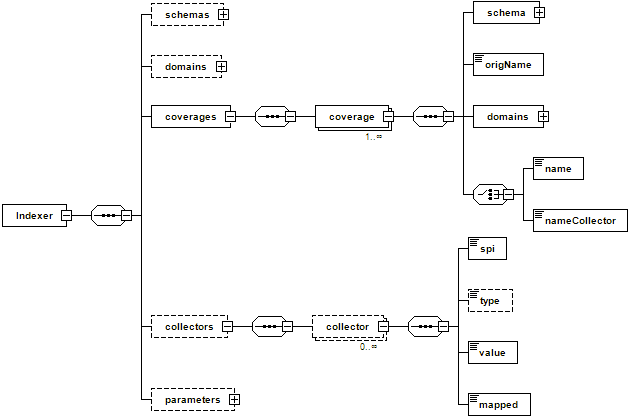 schemas
domains
coverages
coverage
1..∞
schema
origName
domains
name
nameCollector
Indexer
collectors
collector
0..∞
spi
type
value
mapped
parameters